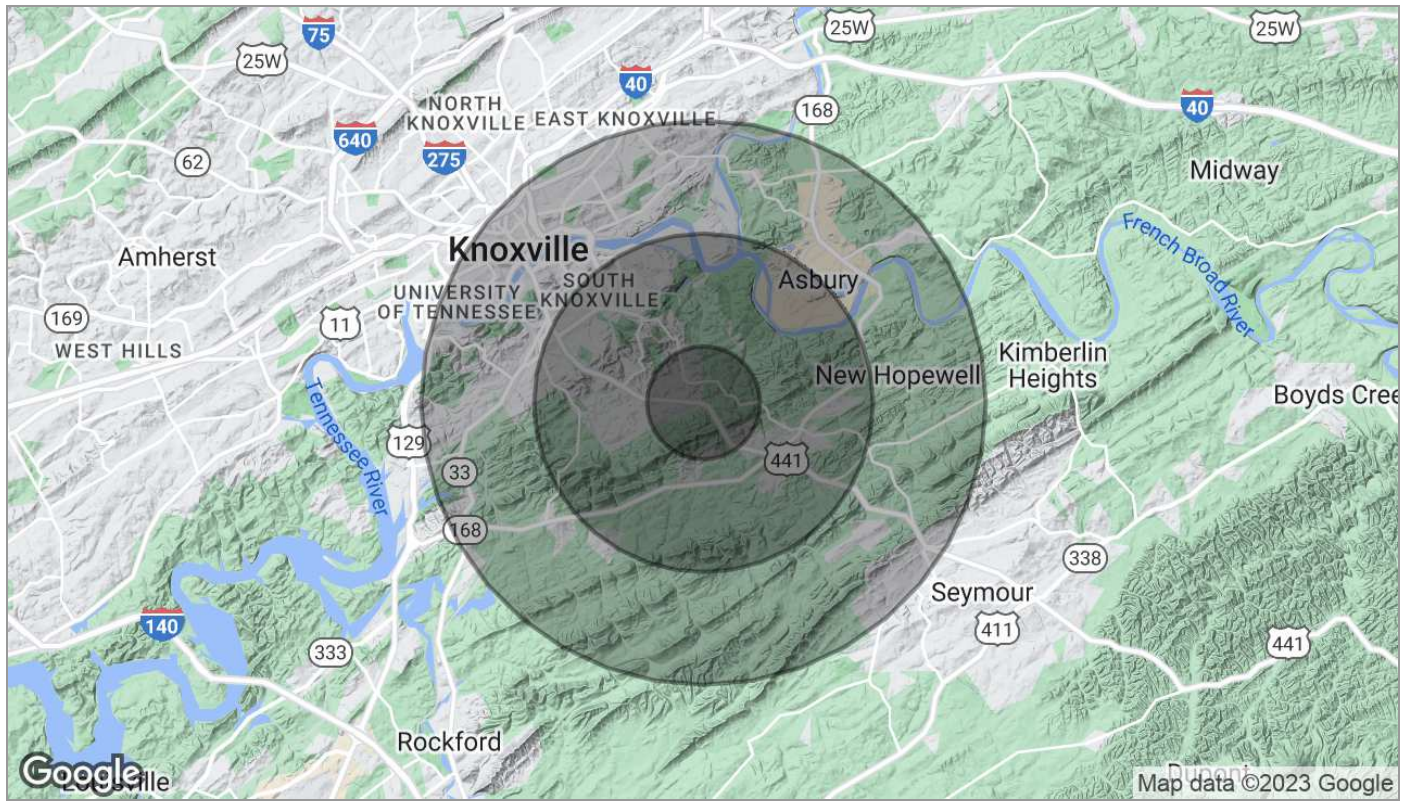 75
25W
25W
25W
40
NORTH
KNOXVILLE
EAST KNOXVILLE
168
40
640
275
62
Midway
Knoxville
Amherst
French Broad River
SOUTH
KNOXVILLE
Asbury
UNIVERSITY
OF TENNESSEE
169
11
WEST HILLS
Kimberlin
Heights
New Hopewell
Boyds Cree
Tennessee River
129
33
441
168
338
Seymour
140
411
333
441
Rockford
Google
Louisville
Dupont
Map data ©2023 Google